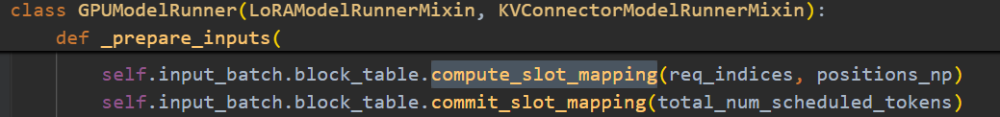 class GPUModelRunner(LoRAModelRunnerMixin, KVConnectorModelRunnerMixin):
    def _prepare_inputs(
        self.input_batch.block_table.compute_slot_mapping(req_indices, positions_np)
        self.input_batch.block_table.commit_slot_mapping(total_num_scheduled_tokens)